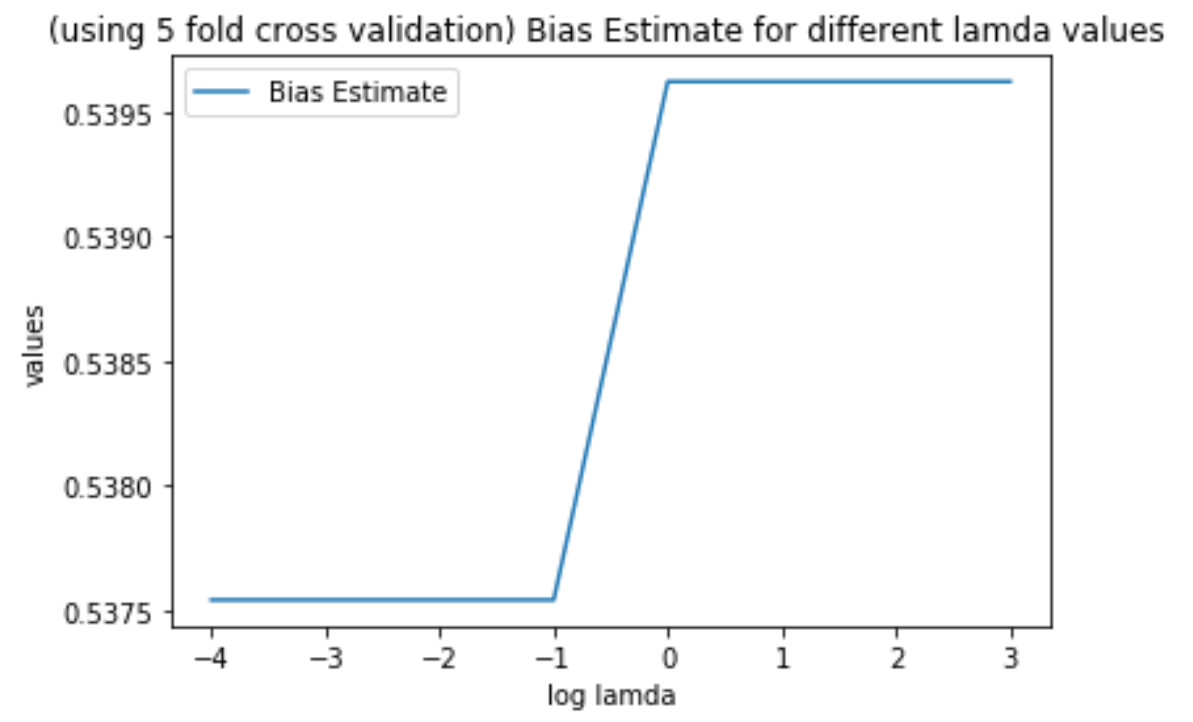 (using 5 fold cross validation) Bias Estimate for different lamda values
Bias Estimate
0.5395
0.5390
0.5385
0.5380
0.5375
values
−4 −3 −2 −1 0 1 2 3
log lamda